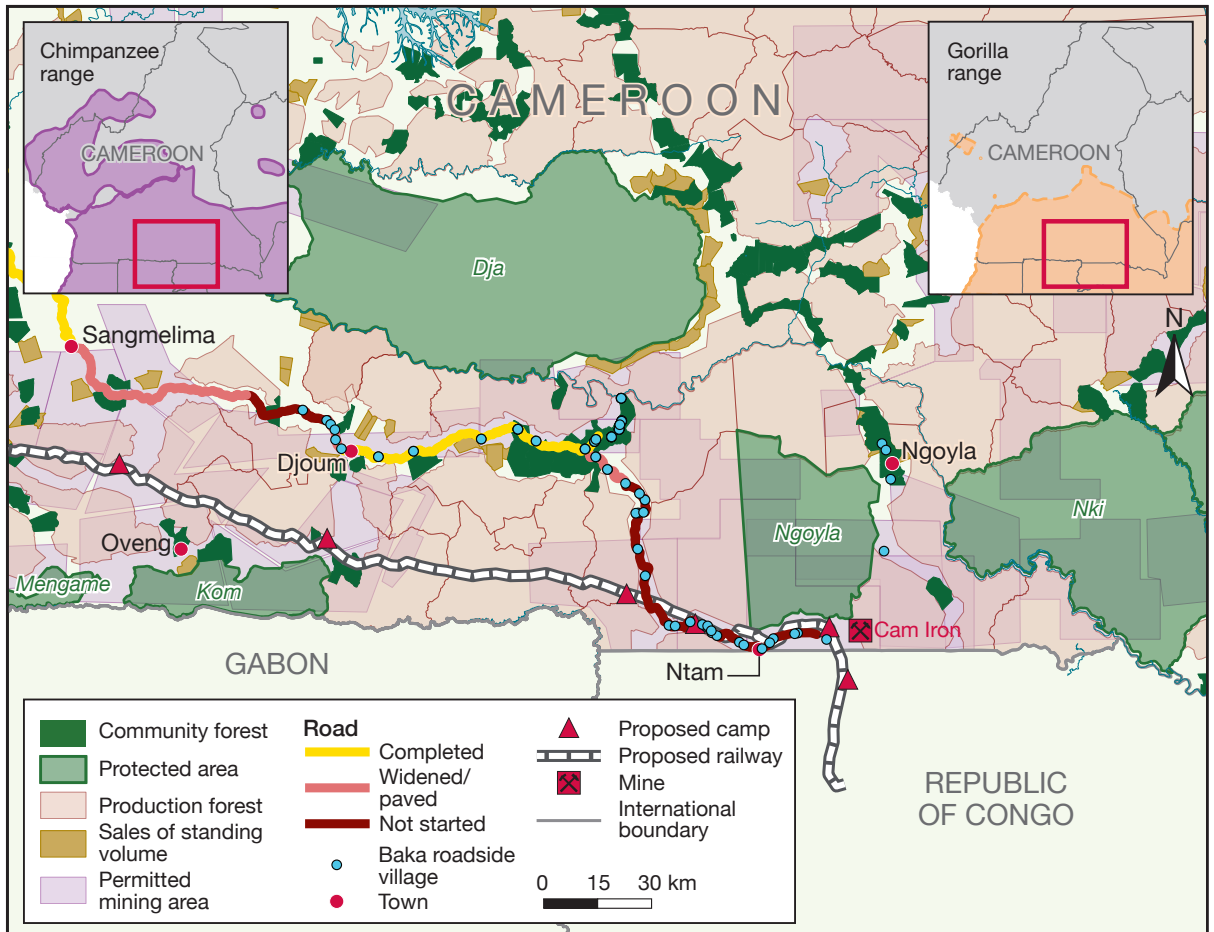 Chimpanzee
range
CAMEROON
CAMEROON
Gorilla
range
CAMEROON
N
Dja
Sangmelima
Djoum
Ngoyla
Nki
Oveng
Ngoyla
Mengame
Kom
Cam Iron
GABON
Ntam
REPUBLIC
OF CONGO
Community forest
Protected area
Production forest
Sales of standing
volume
Permitted
mining area
Road
Completed
Widened/
paved
Not started
Baka roadside
village
Town
Proposed camp
Proposed railway
Mine
International
boundary
0 15 30 km